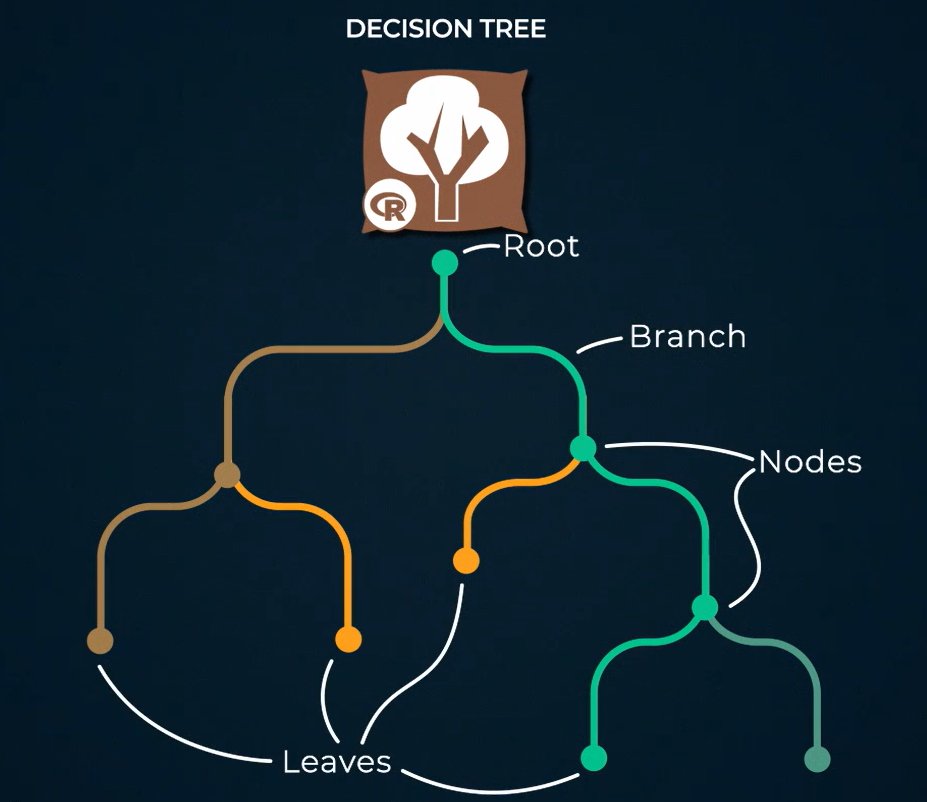 DECISION TREE
R
Root
Branch
Nodes
Leaves